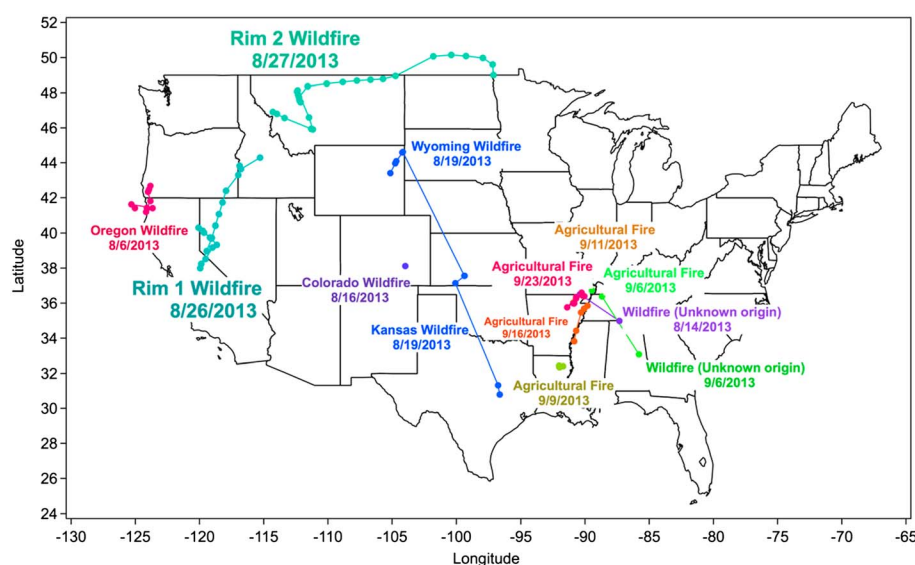 52
50
48
46
44
42
40
38
36
34
32
30
28
26
24
Latitude
Rim 2 Wildfire
8/27/2013
Wyoming Wildfire
8/19/2013
Oregon Wildfire
8/6/2013
Agricultural Fire
9/11/2013
Agricultural Fire
9/23/2013
Agricultural Fire
9/6/2013
Rim 1 Wildfire
8/26/2013
Colorado Wildfire
8/16/2013
Kansas Wildfire
8/19/2013
Agricultural Fire
9/16/2013
Wildfire (Unknown origin)
8/14/2013
Wildfire (Unknown origin)
9/6/2013
Agricultural Fire
9/9/2013
-130 -125 -120 -115 -110 -105 -100 -95 -90 -85 -80 -75 -70 -65
Longitude